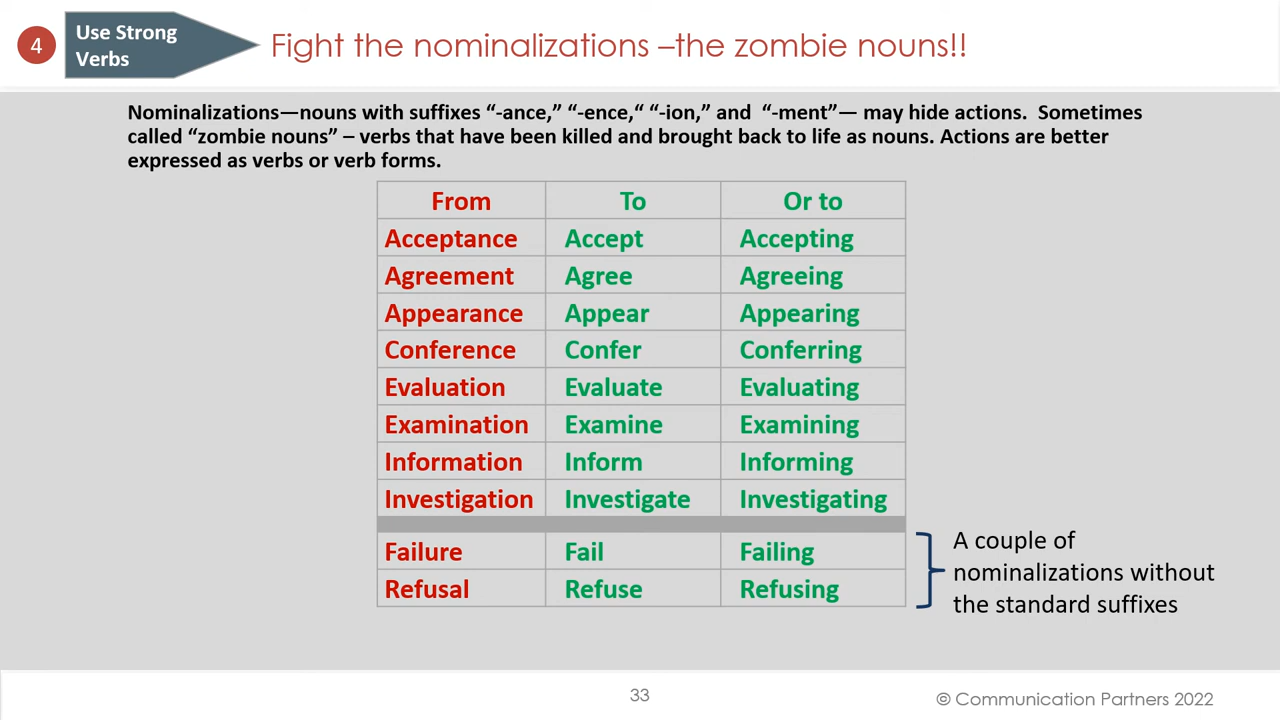 4
Use Strong
Verbs
Fight the nominalizations –the zombie nouns!!
Nominalizations—nouns with suffixes “-ance,” “-ence,“ “-ion,” and “-ment”— may hide actions. Sometimes
called “zombie nouns” – verbs that have been killed and brought back to life as nouns. Actions are better
expressed as verbs or verb forms.
From To Or to
Acceptance Accept Accepting
Agreement Agree Agreeing
Appearance Appear Appearing
Conference Confer Conferring
Evaluation Evaluate Evaluating
Examination Examine Examining
Information Inform Informing
Investigation Investigate Investigating
Failure Fail Failing
Refusal Refuse Refusing
A couple of
nominalizations without
the standard suffixes
33
© Communication Partners 2022